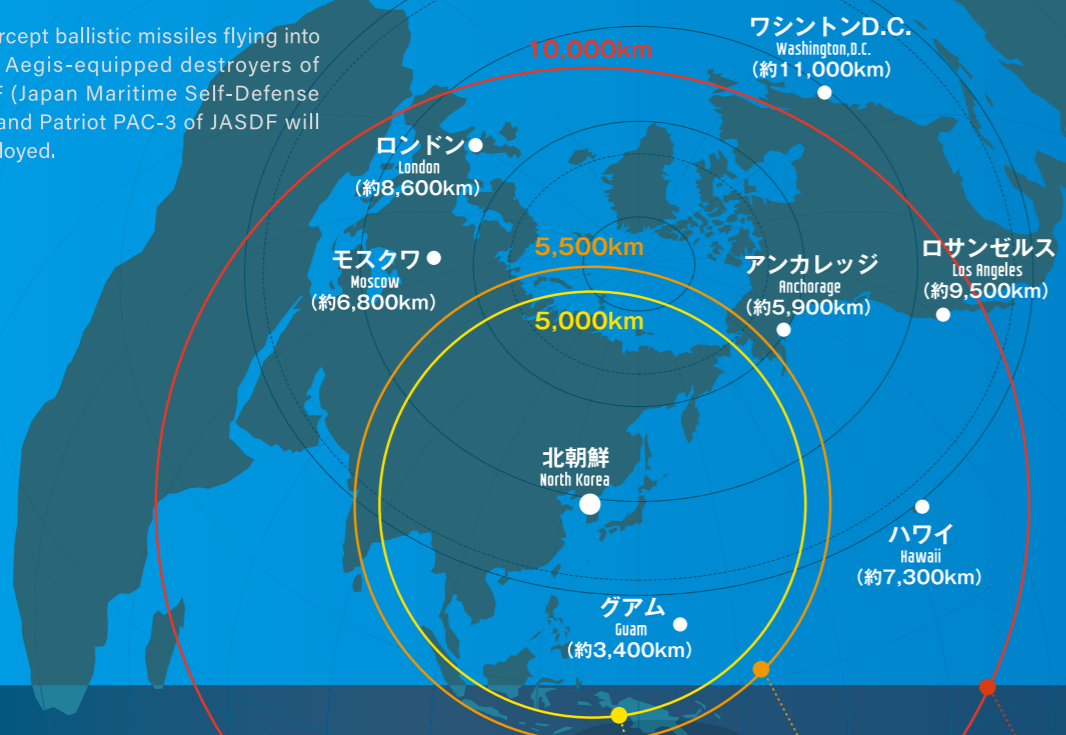 rcept ballistic missiles flying into
Aegis-equipped destroyers of
F (Japan Maritime Self-Defense
and Patriot PAC-3 of JASDF will
loyed.
10,000km
ワシントンD.C.
Washington,D.C.
(約11,000km)
ロンドン
London
(約8,600km)
5,500km
モスクワ
Moscow
(約6,800km)
アンカレッジ
Anchorage
(約5,900km)
ロサンゼルス
Los Angeles
(約9,500km)
5,000km
北朝鮮
North Korea
ハワイ
Hawaii
(約7,300km)
グアム
Guam
(約3,400km)